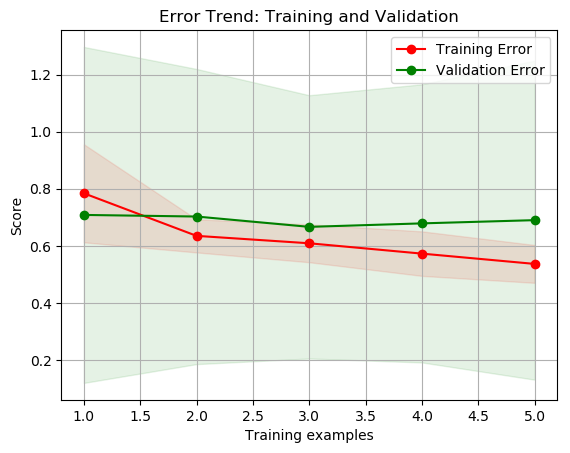 Error Trend: Training and Validation
Training Error
Validation Error
Score
1.2
1.0
0.8
0.6
0.4
0.2
1.0 1.5 2.0 2.5 3.0 3.5 4.0 4.5 5.0
Training examples